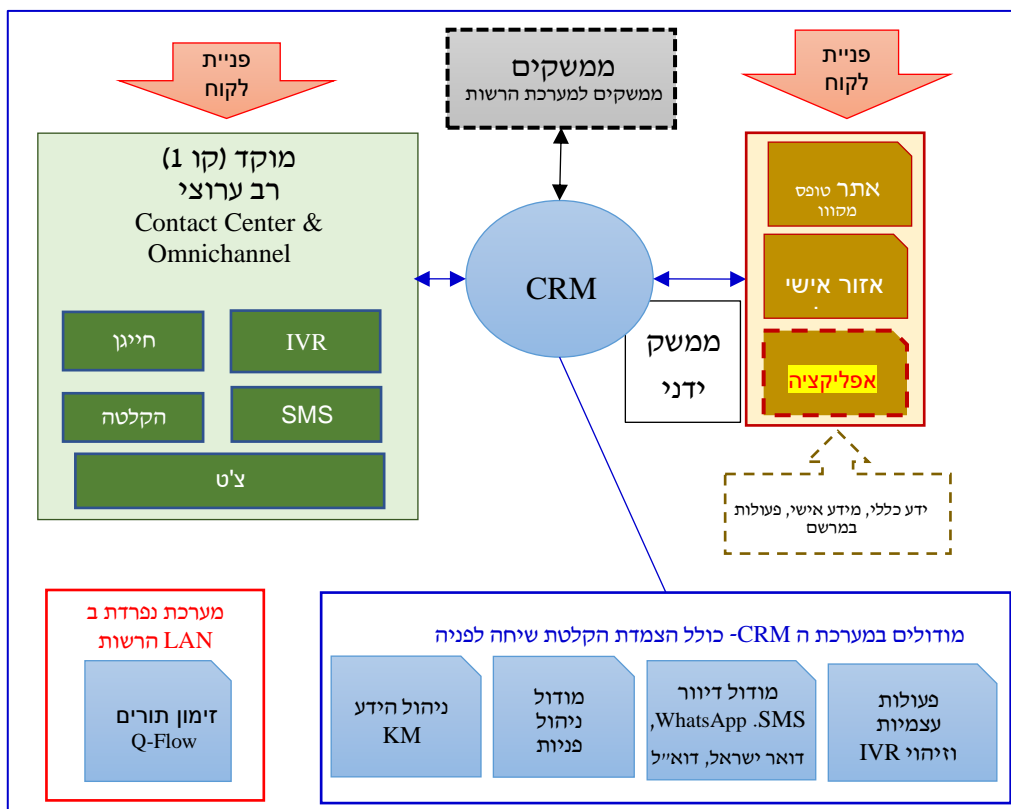 פניית
לקוח
ממשקים
ממשקים למערכת הרשות
פניית
לקוח
אתר טופס
מקוון
אזור אישי
אפליקציה
ידע כללי, מידע אישי, פעולות
במרשם
CRM
ממשק
ידני
מוקד (קו 1)
רב ערוצי
Contact Center &
Omnichannel
IVR
חייגן
SMS
הקלטה
צ'ט
מודולים במערכת ה CRM- כולל הצמדת הקלטת שיחה לפניה
פעולות
עצמיות
וזיהוי IVR
מודול דיוור
WhatsApp .SMS,
דואר ישראל, דוא״ל
מודול
ניהול
פניות
ניהול הידע
KM
מערכת נפרדת ב
LAN הרשות
זימון תורים
Q-Flow